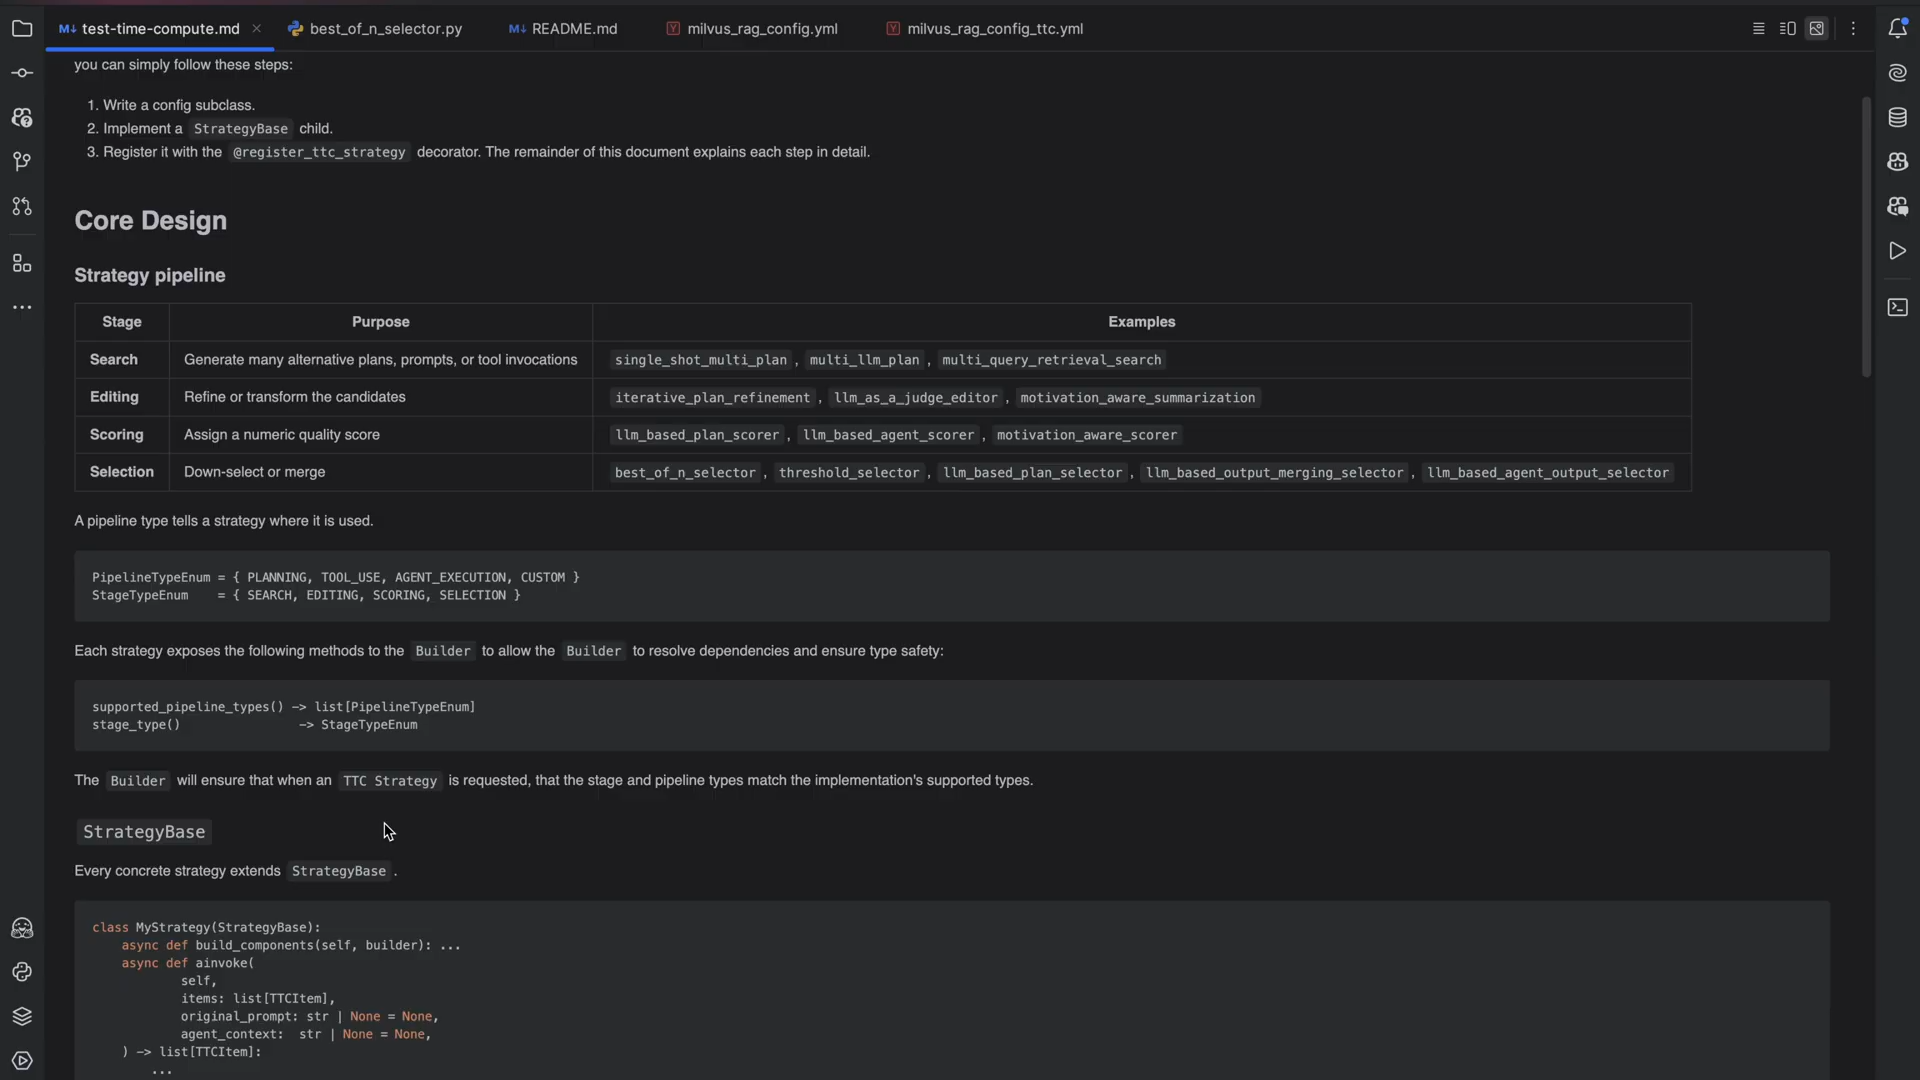 test-time-compute.md
best_of_n_selector.py
README.md
milvus_rag_config.yml
milvus_rag_config_ttc.yml
you can simply follow these steps:
1. Write a config subclass.
2. Implement a StrategyBase child.
3. Register it with the @register_ttc_strategy decorator. The remainder of this document explains each step in detail.
Core Design
Strategy pipeline
Stage Purpose Examples
Search Generate many alternative plans, prompts, or tool invocations single_shot_multi_plan , multi_llm_plan , multi_query_retrieval_search
Editing Refine or transform the candidates iterative_plan_refinement , llm_as_a_judge_editor , motivation_aware_summarization
Scoring Assign a numeric quality score llm_based_plan_scorer , llm_based_agent_scorer , motivation_aware_scorer
Selection Down-select or merge best_of_n_selector , threshold_selector , llm_based_plan_selector , llm_based_output_merging_selector , llm_based_agent_output_selector
A pipeline type tells a strategy where it is used.
PipelineTypeEnum = { PLANNING, TOOL_USE, AGENT_EXECUTION, CUSTOM }
StageTypeEnum    = { SEARCH, EDITING, SCORING, SELECTION }
Each strategy exposes the following methods to the Builder to allow the Builder to resolve dependencies and ensure type safety:
supported_pipeline_types() -> list[PipelineTypeEnum]
stage_type()                -> StageTypeEnum
The Builder will ensure that when an TTC Strategy is requested, that the stage and pipeline types match the implementation's supported types.
StrategyBase
Every concrete strategy extends StrategyBase .
class MyStrategy(StrategyBase):
    async def build_components(self, builder): ...
    async def ainvoke(
            self,
            items: list[TTCItem],
            original_prompt: str | None = None,
            agent_context:  str | None = None,
    ) -> list[TTCItem]:
        ...